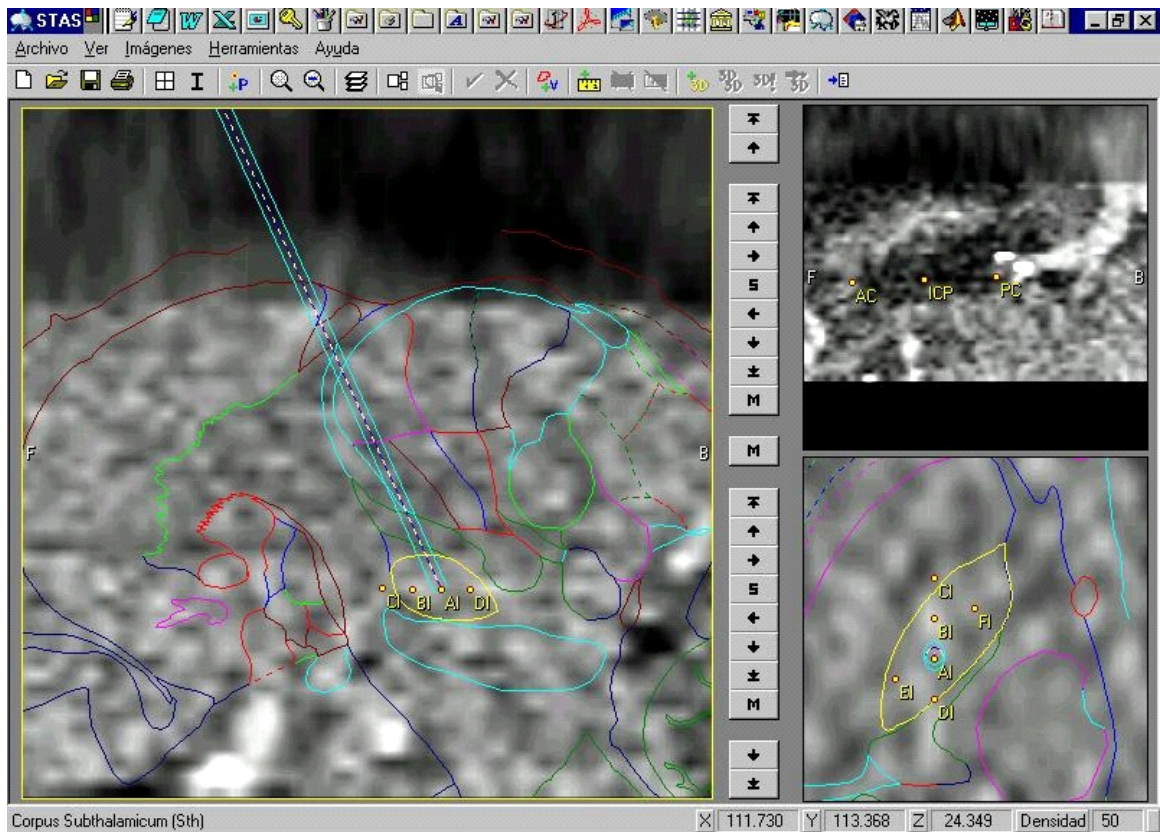 STAS
Archivo Ver Imágenes Herramientas Ayuda
F
B
CI BI AI DI
S
M
M
S
M
F
B
AC ICP PC
CI
FI
BI
AI
EI
DI
Corpus Subthalamicum (Sth) X 111.730 Y 113.368 Z 24.349 Densidad 50